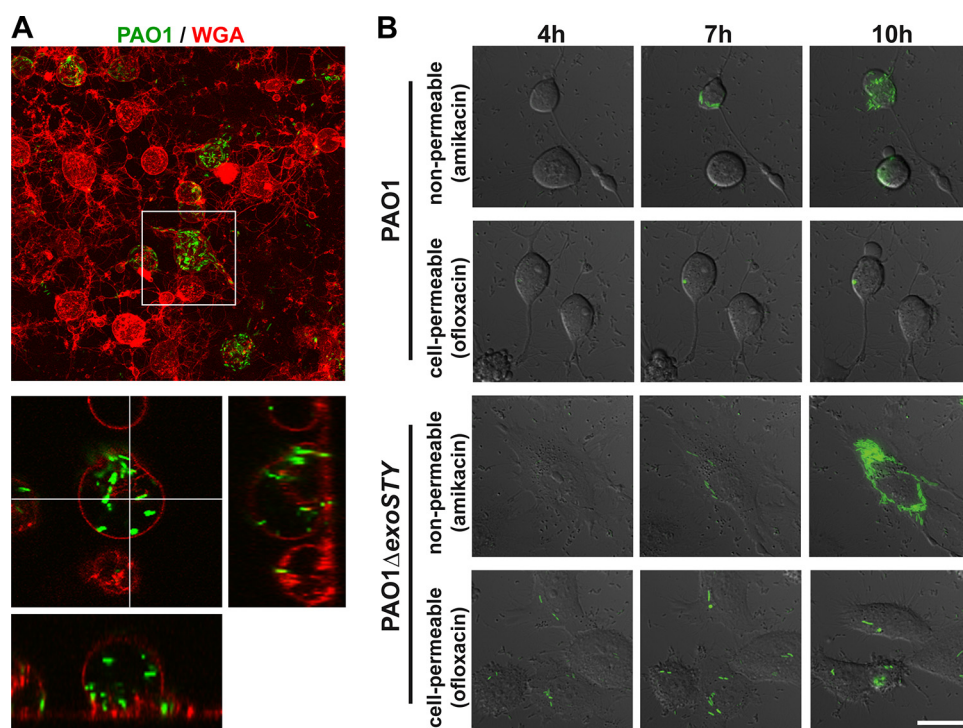 A
PAO1 / WGA
B
4h
7h
10h
PAO1
non-permeable
(amikacin)
cell-permeable
(ofloxacin)
PAO1ΔexoSTY
non-permeable
(amikacin)
cell-permeable
(ofloxacin)